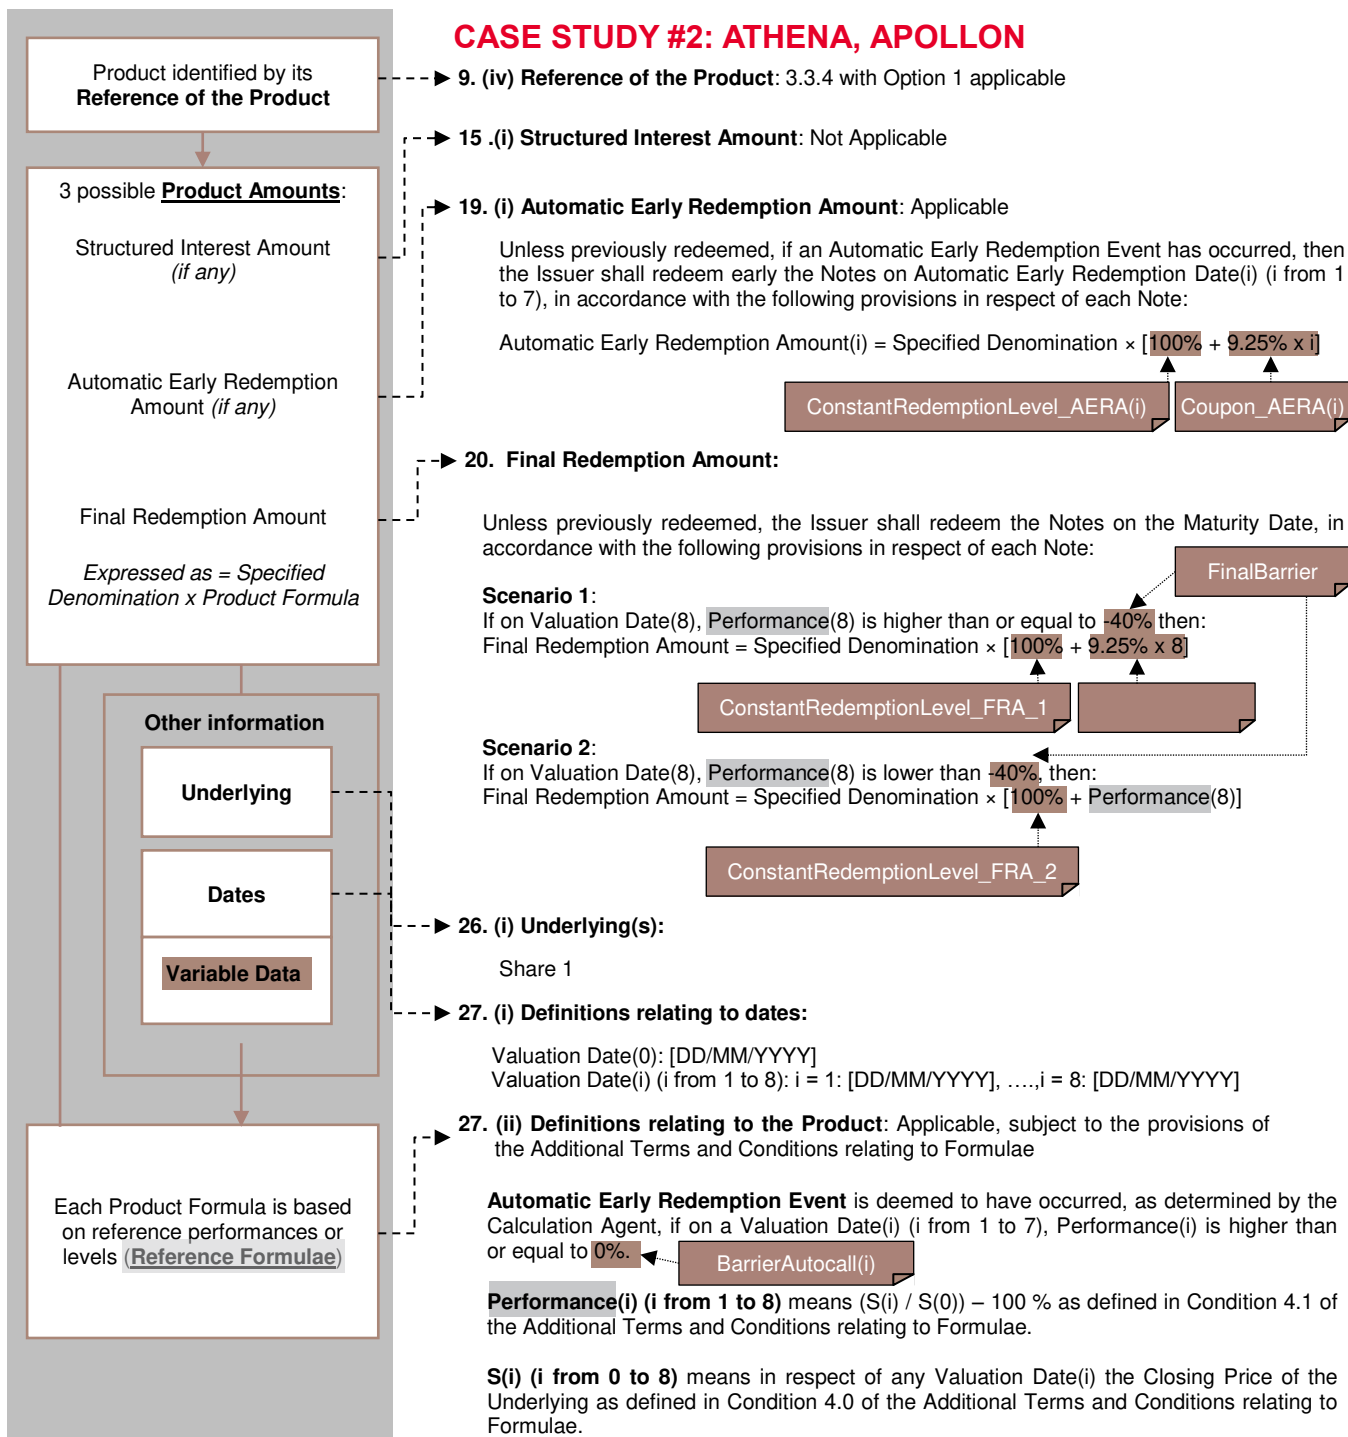 CASE STUDY #2: ATHENA, APOLLON
Product identified by its
Reference of the Product
9. (iv) Reference of the Product: 3.3.4 with Option 1 applicable
15 .(i) Structured Interest Amount: Not Applicable
3 possible Product Amounts:
19. (i) Automatic Early Redemption Amount: Applicable
Structured Interest Amount
(if any)
Unless previously redeemed, if an Automatic Early Redemption Event has occurred, then
the Issuer shall redeem early the Notes on Automatic Early Redemption Date(i) (i from 1
to 7), in accordance with the following provisions in respect of each Note:
Automatic Early Redemption Amount(i) = Specified Denomination × [100% + 9.25% x i]
Automatic Early Redemption
Amount (if any)
ConstantRedemptionLevel_AERA(i)
Coupon_AERA(i)
20. Final Redemption Amount:
Final Redemption Amount
Unless previously redeemed, the Issuer shall redeem the Notes on the Maturity Date, in
accordance with the following provisions in respect of each Note:
Expressed as = Specified
Denomination x Product Formula
FinalBarrier
Scenario 1:
If on Valuation Date(8), Performance(8) is higher than or equal to -40% then:
Final Redemption Amount = Specified Denomination × [100% + 9.25% x 8]
ConstantRedemptionLevel_FRA_1
Other information
Scenario 2:
If on Valuation Date(8), Performance(8) is lower than -40%, then:
Final Redemption Amount = Specified Denomination × [100% + Performance(8)]
Underlying
ConstantRedemptionLevel_FRA_2
Dates
26. (i) Underlying(s):
Share 1
Variable Data
27. (i) Definitions relating to dates:
Valuation Date(0): [DD/MM/YYYY]
Valuation Date(i) (i from 1 to 8): i = 1: [DD/MM/YYYY], ….,i = 8: [DD/MM/YYYY]
27. (ii) Definitions relating to the Product: Applicable, subject to the provisions of
the Additional Terms and Conditions relating to Formulae
Each Product Formula is based
on reference performances or
levels (Reference Formulae)
Automatic Early Redemption Event is deemed to have occurred, as determined by the
Calculation Agent, if on a Valuation Date(i) (i from 1 to 7), Performance(i) is higher than
or equal to 0%.
BarrierAutocall(i)
Performance(i) (i from 1 to 8) means (S(i) / S(0)) – 100 % as defined in Condition 4.1 of
the Additional Terms and Conditions relating to Formulae.
S(i) (i from 0 to 8) means in respect of any Valuation Date(i) the Closing Price of the
Underlying as defined in Condition 4.0 of the Additional Terms and Conditions relating to
Formulae.